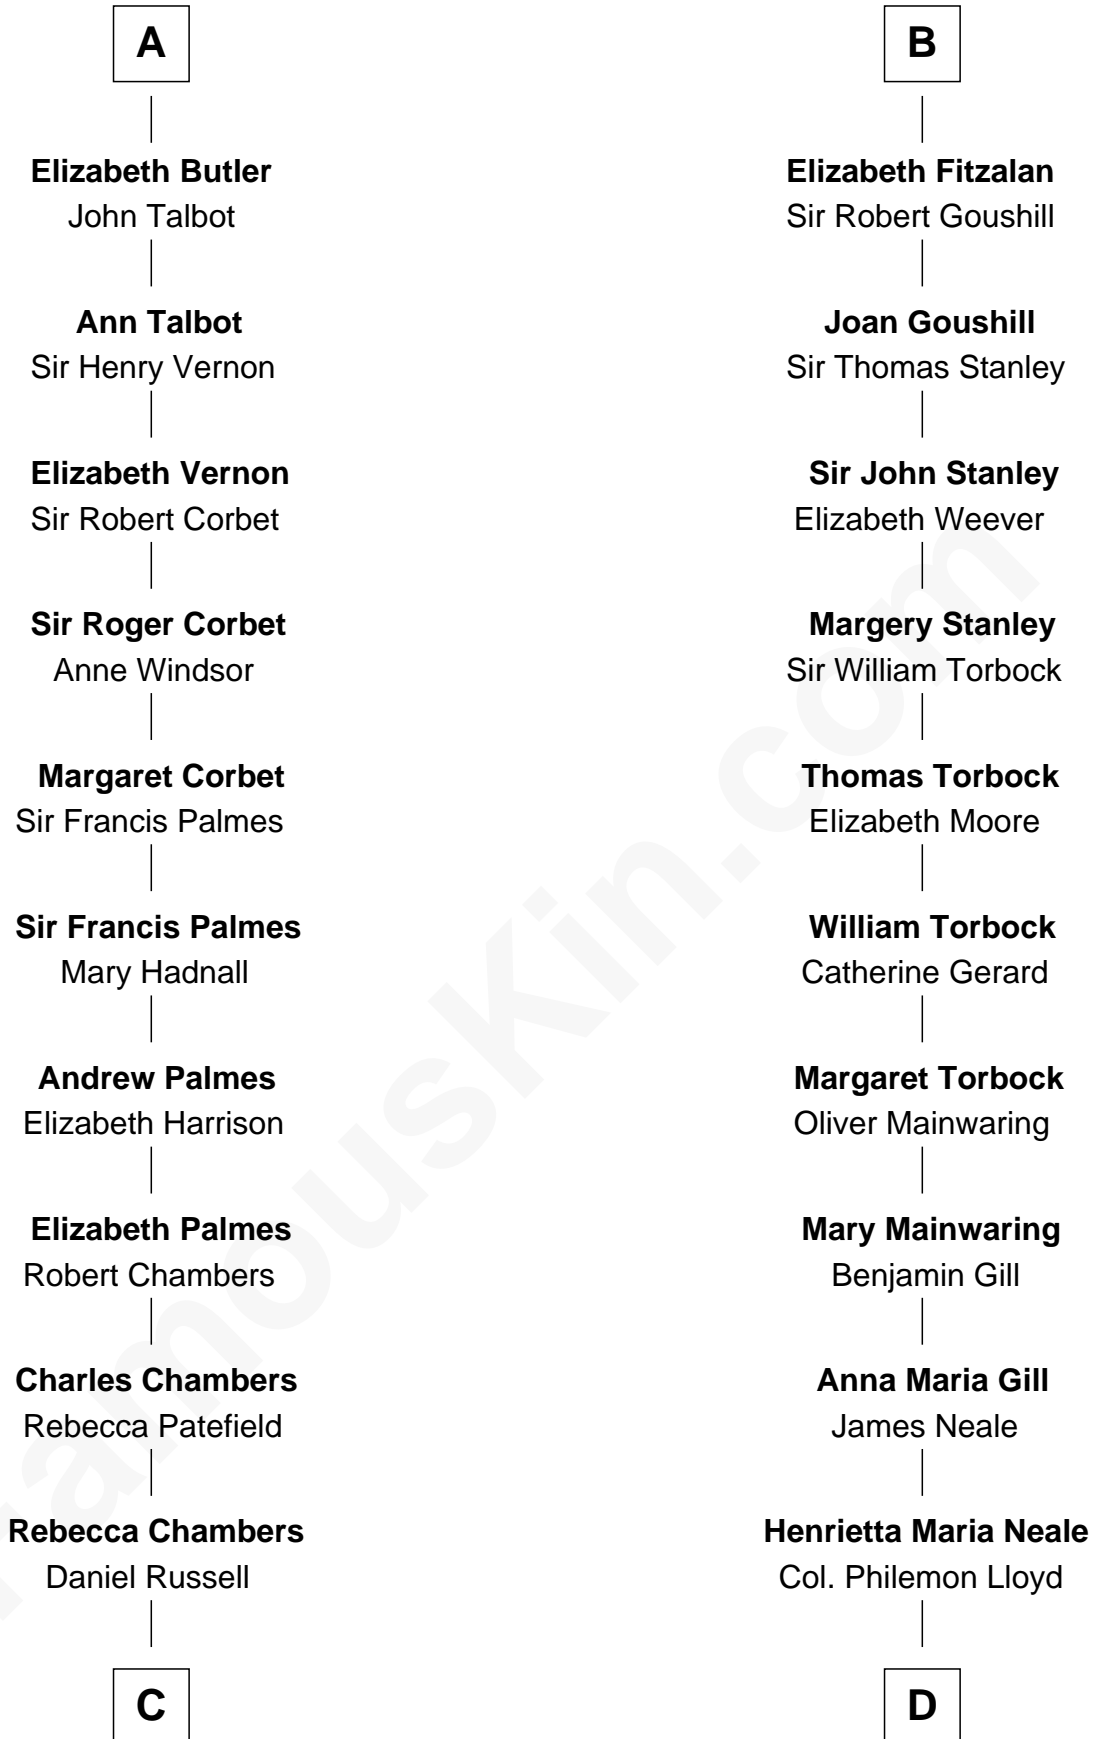 A
Elizabeth Butler
John Talbot
Ann Talbot
Sir Henry Vernon
Elizabeth Vernon
Sir Robert Corbet
Sir Roger Corbet
Anne Windsor
Margaret Corbet
Sir Francis Palmes
Sir Francis Palmes
Mary Hadnall
Andrew Palmes
Elizabeth Harrison
Elizabeth Palmes
Robert Chambers
Charles Chambers
Rebecca Patefield
Rebecca Chambers
Daniel Russell
C
B
Elizabeth Fitzalan
Sir Robert Goushill
Joan Goushill
Sir Thomas Stanley
Sir John Stanley
Elizabeth Weever
Margery Stanley
Sir William Torbock
Thomas Torbock
Elizabeth Moore
William Torbock
Catherine Gerard
Margaret Torbock
Oliver Mainwaring
Mary Mainwaring
Benjamin Gill
Anna Maria Gill
James Neale
Henrietta Maria Neale
Col. Philemon Lloyd
D
FamousKin.com